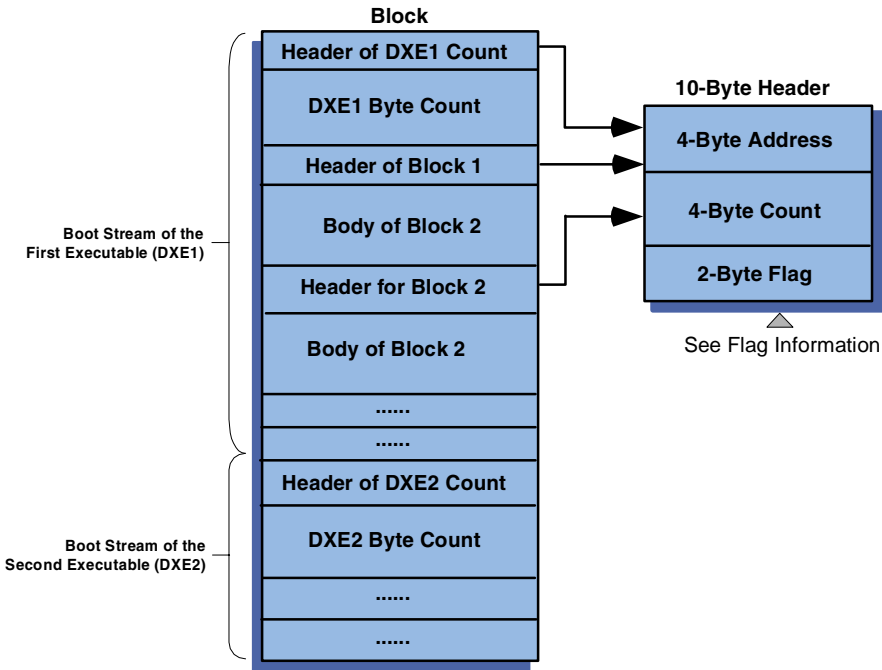 Block
Header of DXE1 Count
DXE1 Byte Count
Header of Block 1
Body of Block 2
Header for Block 2
Body of Block 2
......
......
Header of DXE2 Count
DXE2 Byte Count
......
......
Boot Stream of the
First Executable (DXE1)
Boot Stream of the
Second Executable (DXE2)
10-Byte Header
4-Byte Address
4-Byte Count
2-Byte Flag
See Flag Information